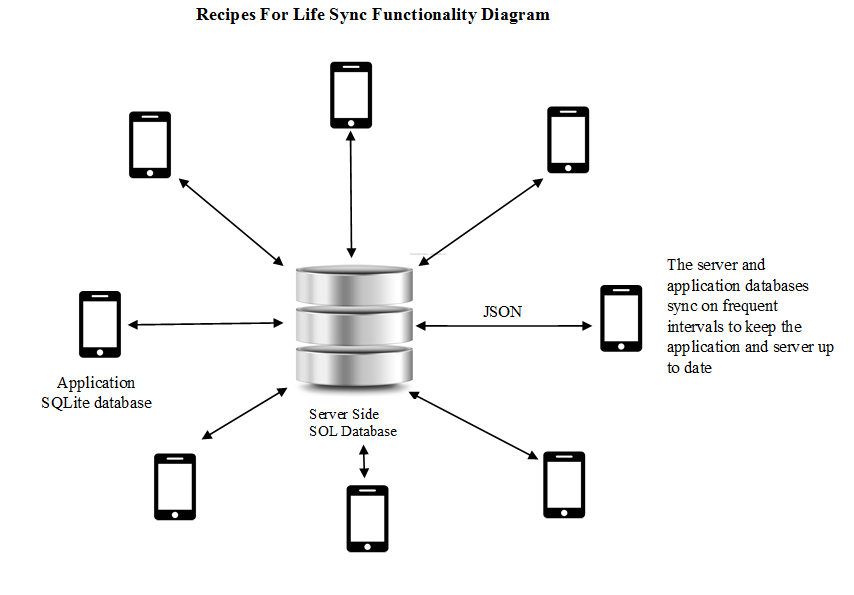 Recipes For Life Sync Functionality Diagram
The server and
application databases
sync on frequent
intervals to keep the
application and server up
to date
JSON
Application
SQLite database
Server Side
SOL Database